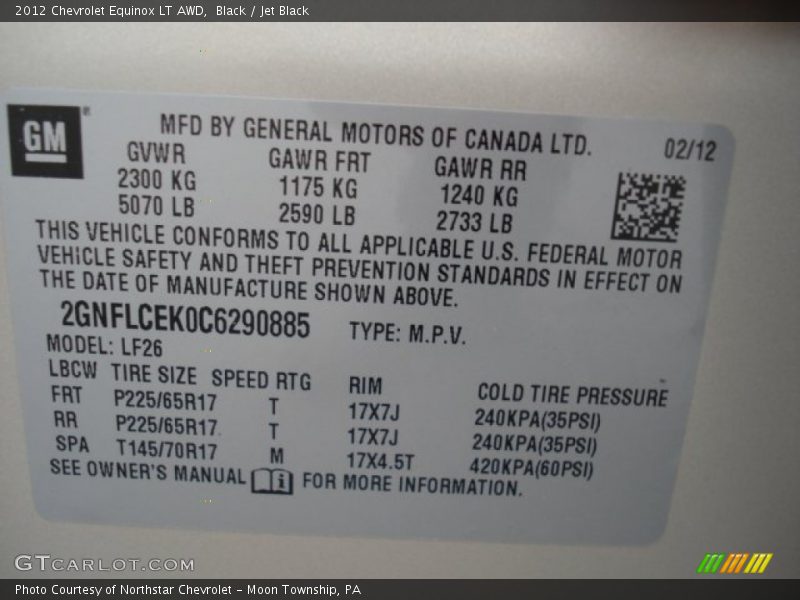 2012 Chevrolet Equinox LT AWD, Black / Jet Black
GM ®
MFD BY GENERAL MOTORS OF CANADA LTD. 02/12
GVWR GAWR FRT GAWR RR
2300 KG 1175 KG 1240 KG
5070 LB 2590 LB 2733 LB
THIS VEHICLE CONFORMS TO ALL APPLICABLE U.S. FEDERAL MOTOR
VEHICLE SAFETY AND THEFT PREVENTION STANDARDS IN EFFECT ON
THE DATE OF MANUFACTURE SHOWN ABOVE.
2GNFLCEK0C6290885 TYPE: M.P.V.
MODEL: LF26
LBCW TIRE SIZE SPEED RTG RIM COLD TIRE PRESSURE
FRT P225/65R17 T 17X7J 240KPA(35PSI)
RR P225/65R17 T 17X7J 240KPA(35PSI)
SPA T145/70R17 M 17X4.5T 420KPA(60PSI)
SEE OWNER'S MANUAL i FOR MORE INFORMATION.
GTCARLOT.COM
Photo Courtesy of Northstar Chevrolet - Moon Township, PA